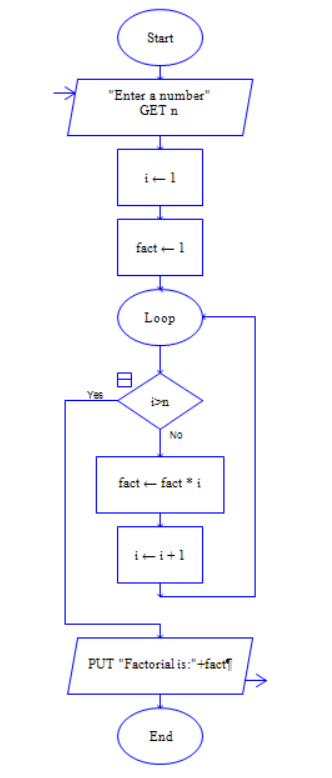 Start
"Enter a number"
GET n
i ← 1
fact ← 1
Loop
i>n
Yes
No
fact ← fact * i
i ← i + 1
PUT "Factorial is:"+fact¶
End